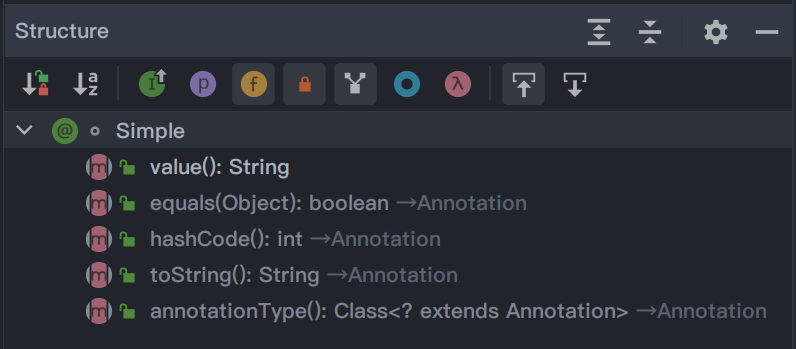 Structure
a z I p f λ
@ Simple
m value(): String
m equals(Object): boolean →Annotation
m hashCode(): int →Annotation
m toString(): String →Annotation
m annotationType(): Class<? extends Annotation> →Annotation